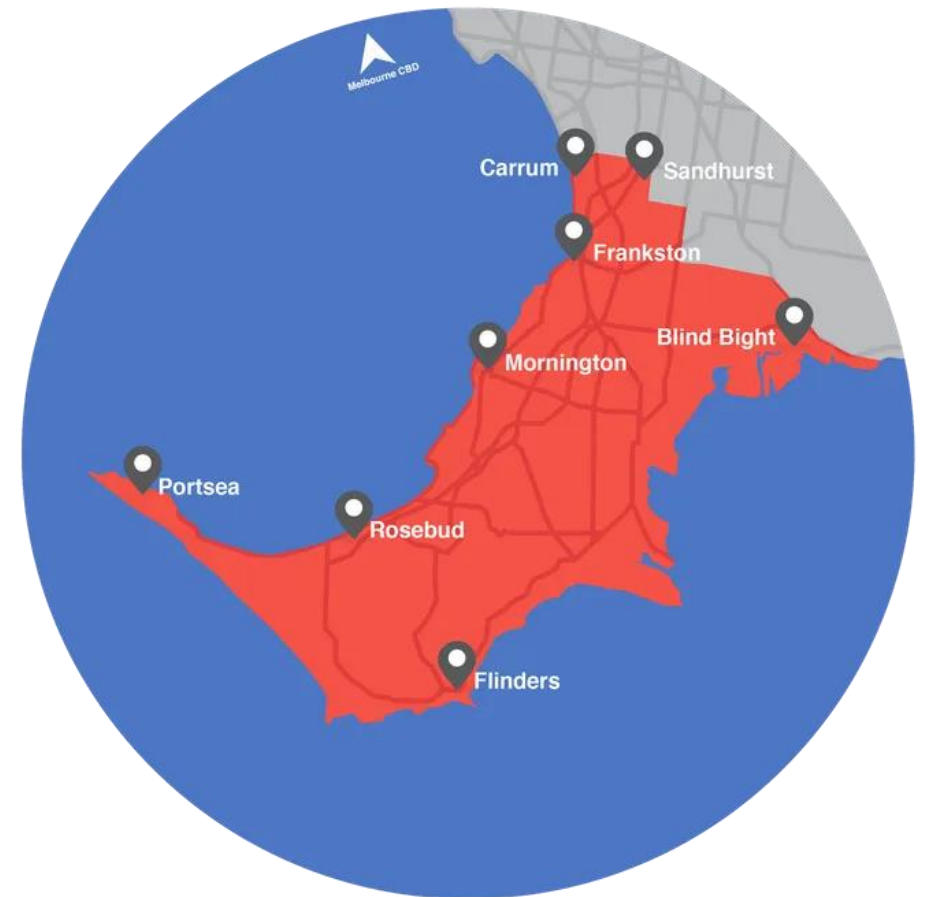 Melbourne CBD
Carrum
Sandhurst
Frankston
Blind Bight
Mornington
Portsea
Rosebud
Flinders